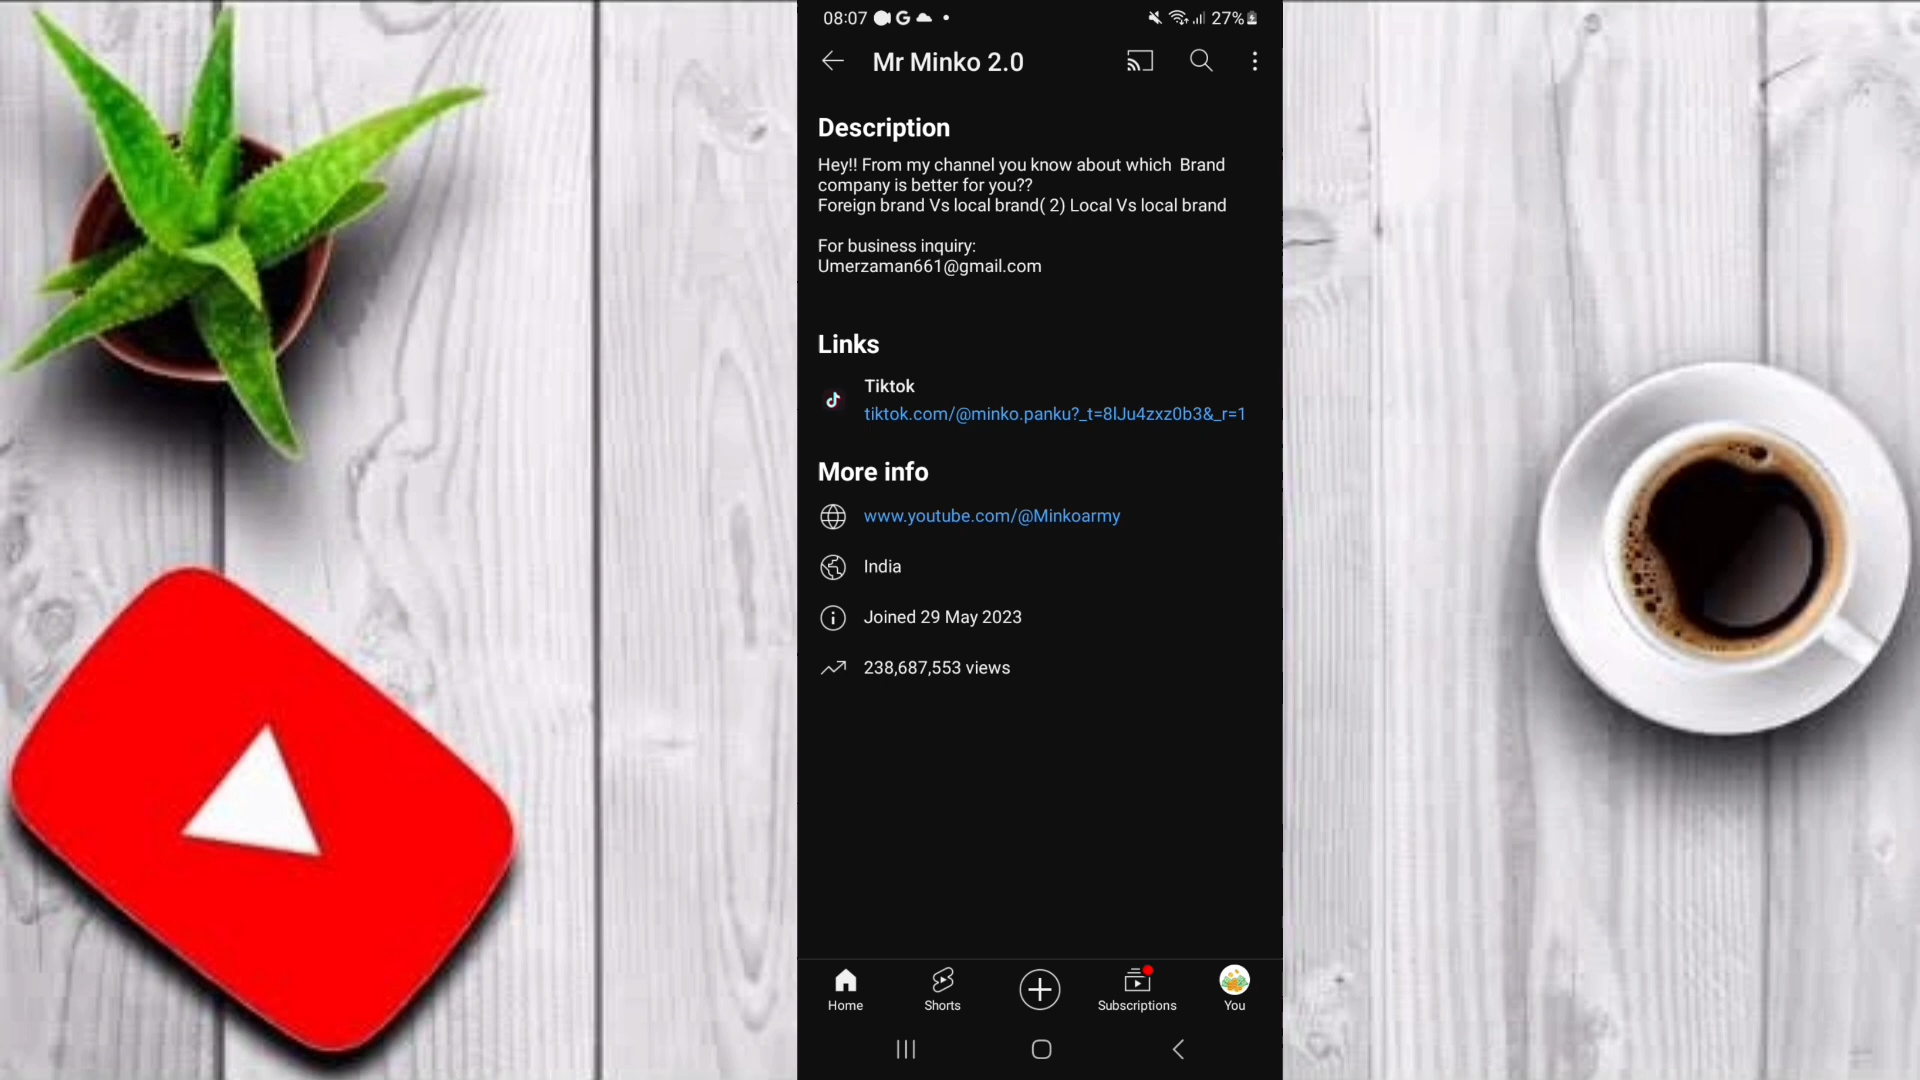 08:07 27%
Mr Minko 2.0
Description
Hey!! From my channel you know about which Brand
company is better for you??
Foreign brand Vs local brand( 2) Local Vs local brand
For business inquiry:
Umerzaman661@gmail.com
Links
Tiktok
tiktok.com/@minko.panku?_t=8lJu4zxz0b3&_r=1
More info
www.youtube.com/@Minkoarmy
India
Joined 29 May 2023
238,687,553 views
Home Shorts Subscriptions You